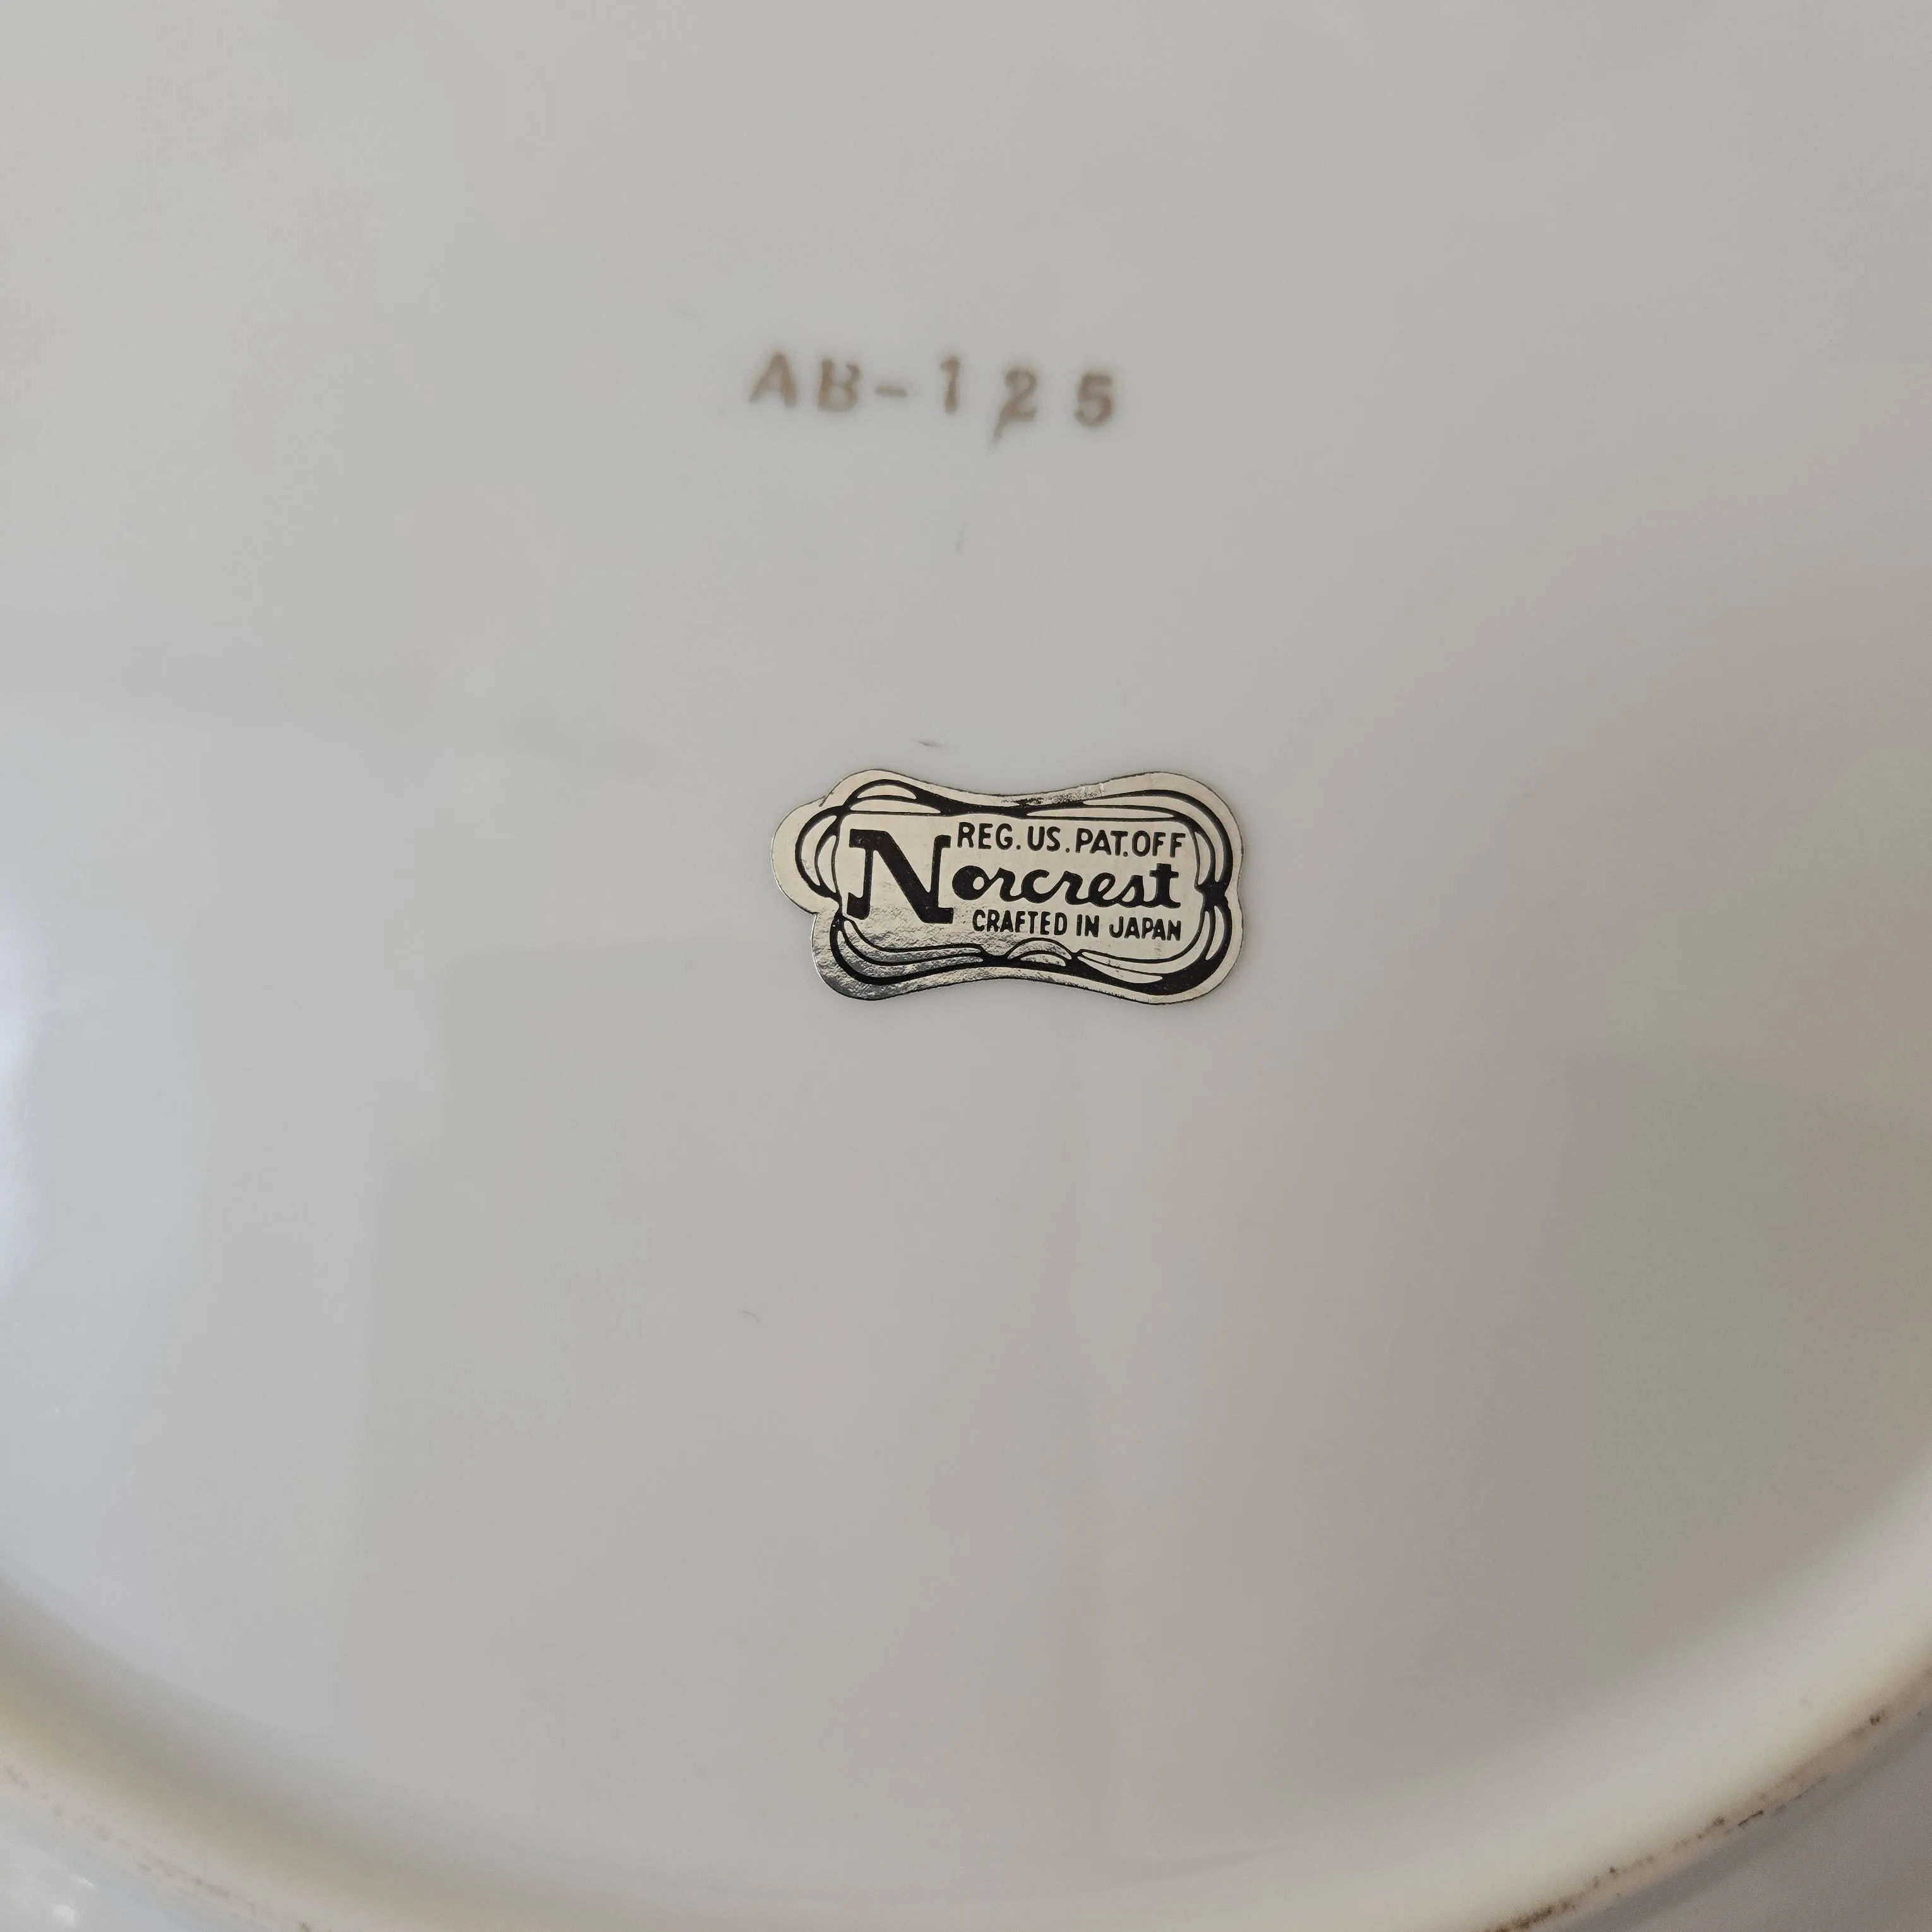 AB-125
REG. US. PAT. OFF
Norcrest
CRAFTED IN JAPAN